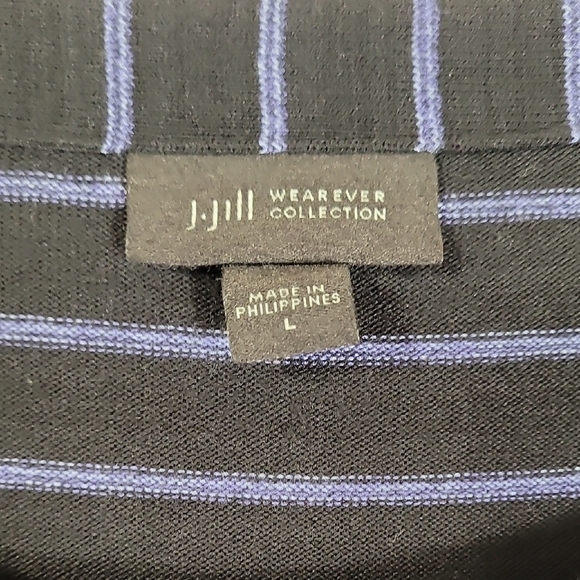 J.Jill WEAREVER
COLLECTION
MADE IN
PHILIPPINES
L